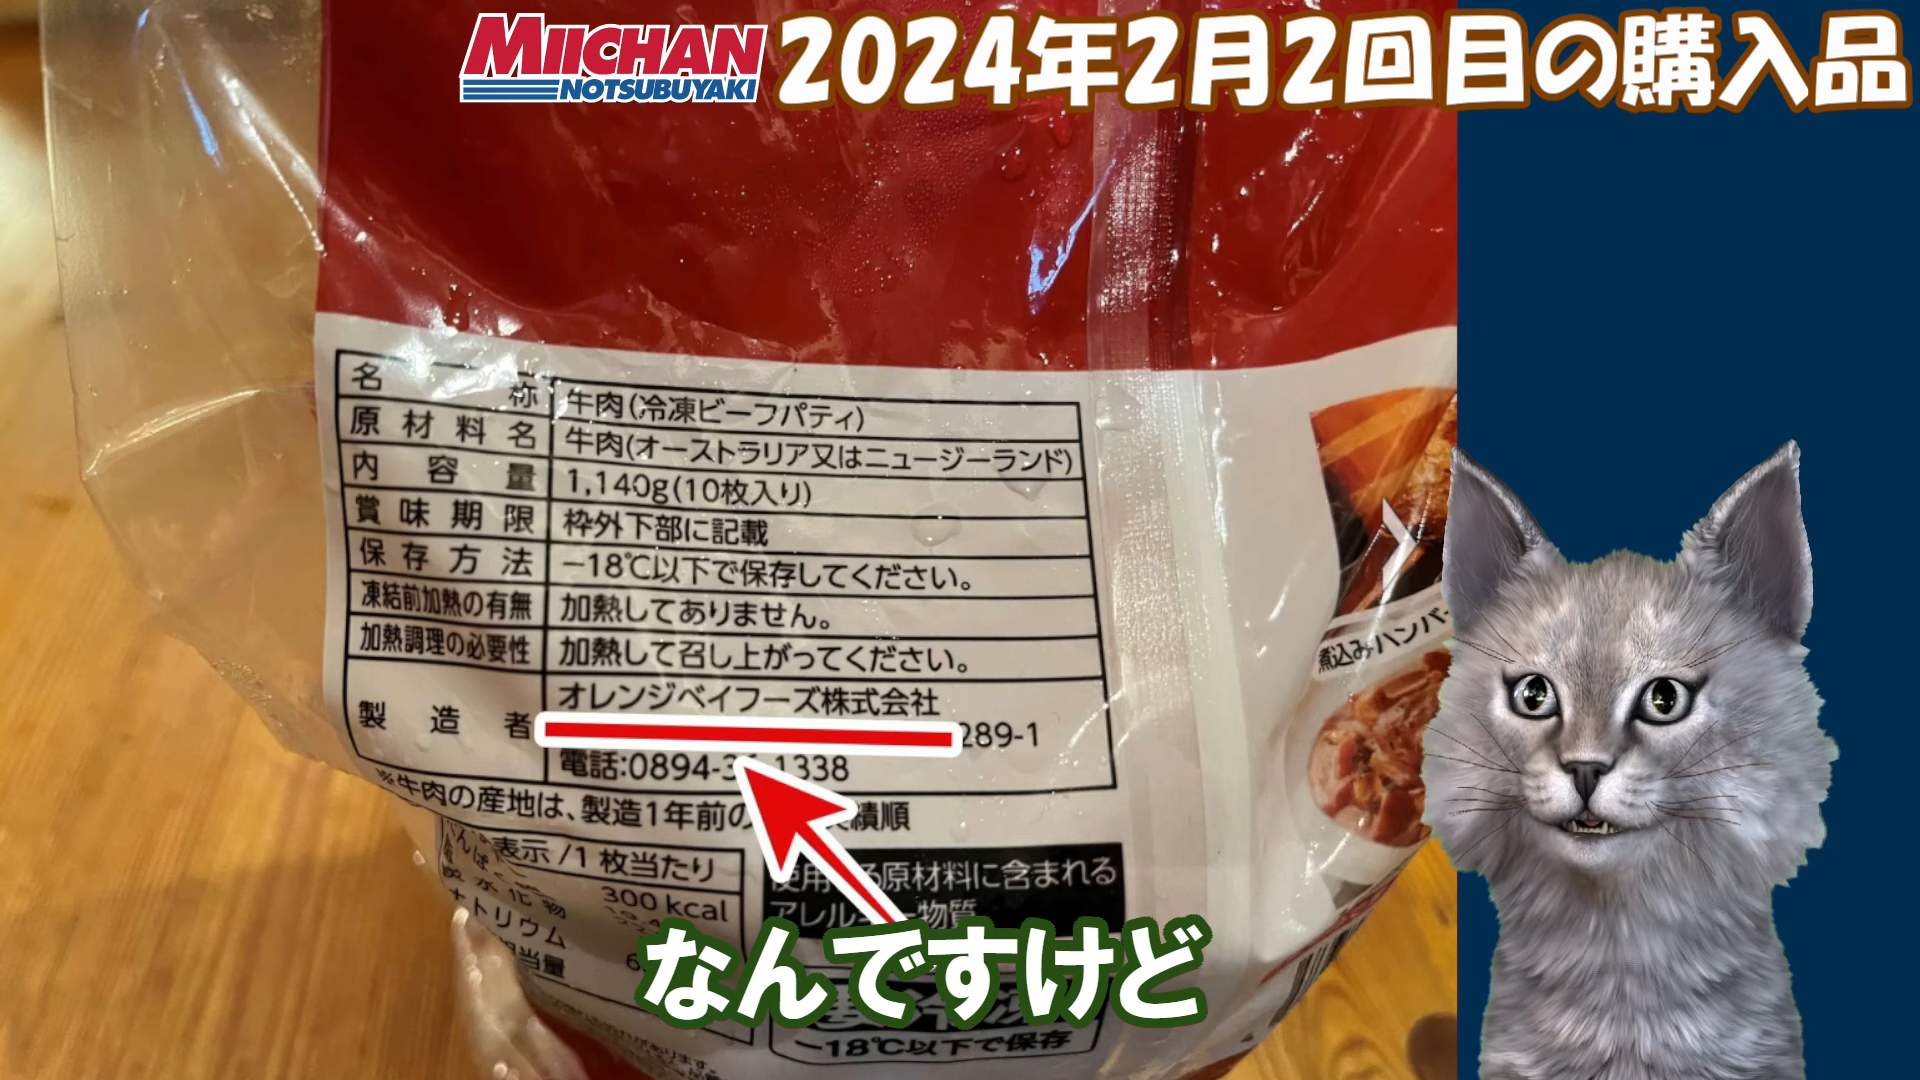 MIICHAN
NOTSUBUYAKI
2024年2月2回目の購入品
名称 牛肉(冷凍ビーフパティ)
原材料名 牛肉(オーストラリア又はニュージーランド)
内容量 1,140g(10枚入り)
賞味期限 枠外下部に記載
保存方法 -18℃以下で保存してください。
凍結前加熱の有無 加熱してありません。
加熱調理の必要性 加熱して召し上がってください。
製造者 オレンジベイフーズ株式会社
289-1
電話:0894-3 1338
※牛肉の産地は、製造1年前の 実績順
表示/1枚当たり
300kcal
炭水化物
ナトリウム
当量
使用 る原材料に含まれる
アレルギー物質
煮込みハンバー
なんですけど
-18℃以下で保存